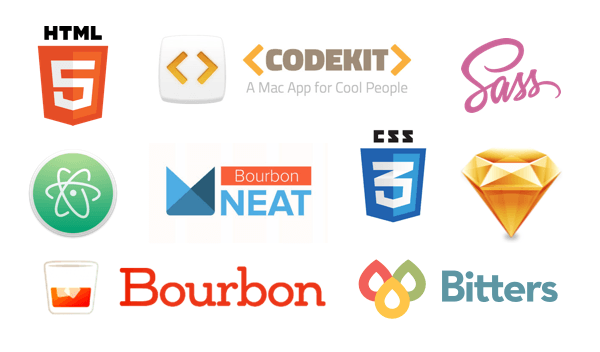 HTML
5
CODEKIT
A Mac App for Cool People
Sass
Bourbon
NEAT
CSS
3
Bourbon
Bitters